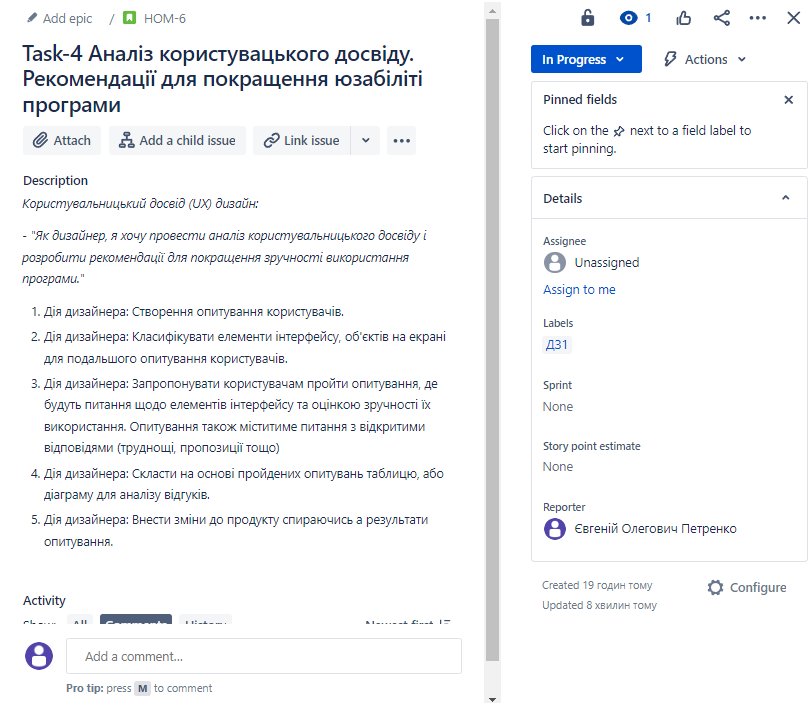 Add epic / HOM-6
1
Task-4 Аналіз користувацького досвіду.
Рекомендації для покращення юзабіліті
програми
Attach
Add a child issue
Link issue
Description
Користувальницький досвід (UX) дизайн:
- "Як дизайнер, я хочу провести аналіз користувальницького досвіду і
розробити рекомендації для покращення зручності використання
програми."
1. Дія дизайнера: Створення опитування користувачів.
2. Дія дизайнера: Класифікувати елементи інтерфейсу, об'єктів на екрані
для подальшого опитування користувачів.
3. Дія дизайнера: Запропонувати користувачам пройти опитування, де
будуть питання щодо елементів інтерфейсу та оцінкою зручності їх
використання. Опитування також міститиме питання з відкритими
відповідями (труднощі, пропозиції тощо)
4. Дія дизайнера: Скласти на основі пройдених опитувань таблицю, або
діаграму для аналізу відгуків.
5. Дія дизайнера: Внести зміни до продукту спираючись а результати
опитування.
Activity
Show: All Comments History Newest first
Add a comment...
Pro tip: press M to comment
In Progress
Actions
Pinned fields
Click on the next to a field label to
start pinning.
Details
Assignee
Unassigned
Assign to me
Labels
ДЗ1
Sprint
None
Story point estimate
None
Reporter
Євгеній Олегович Петренко
Created 19 годин тому
Updated 8 хвилин тому
Configure